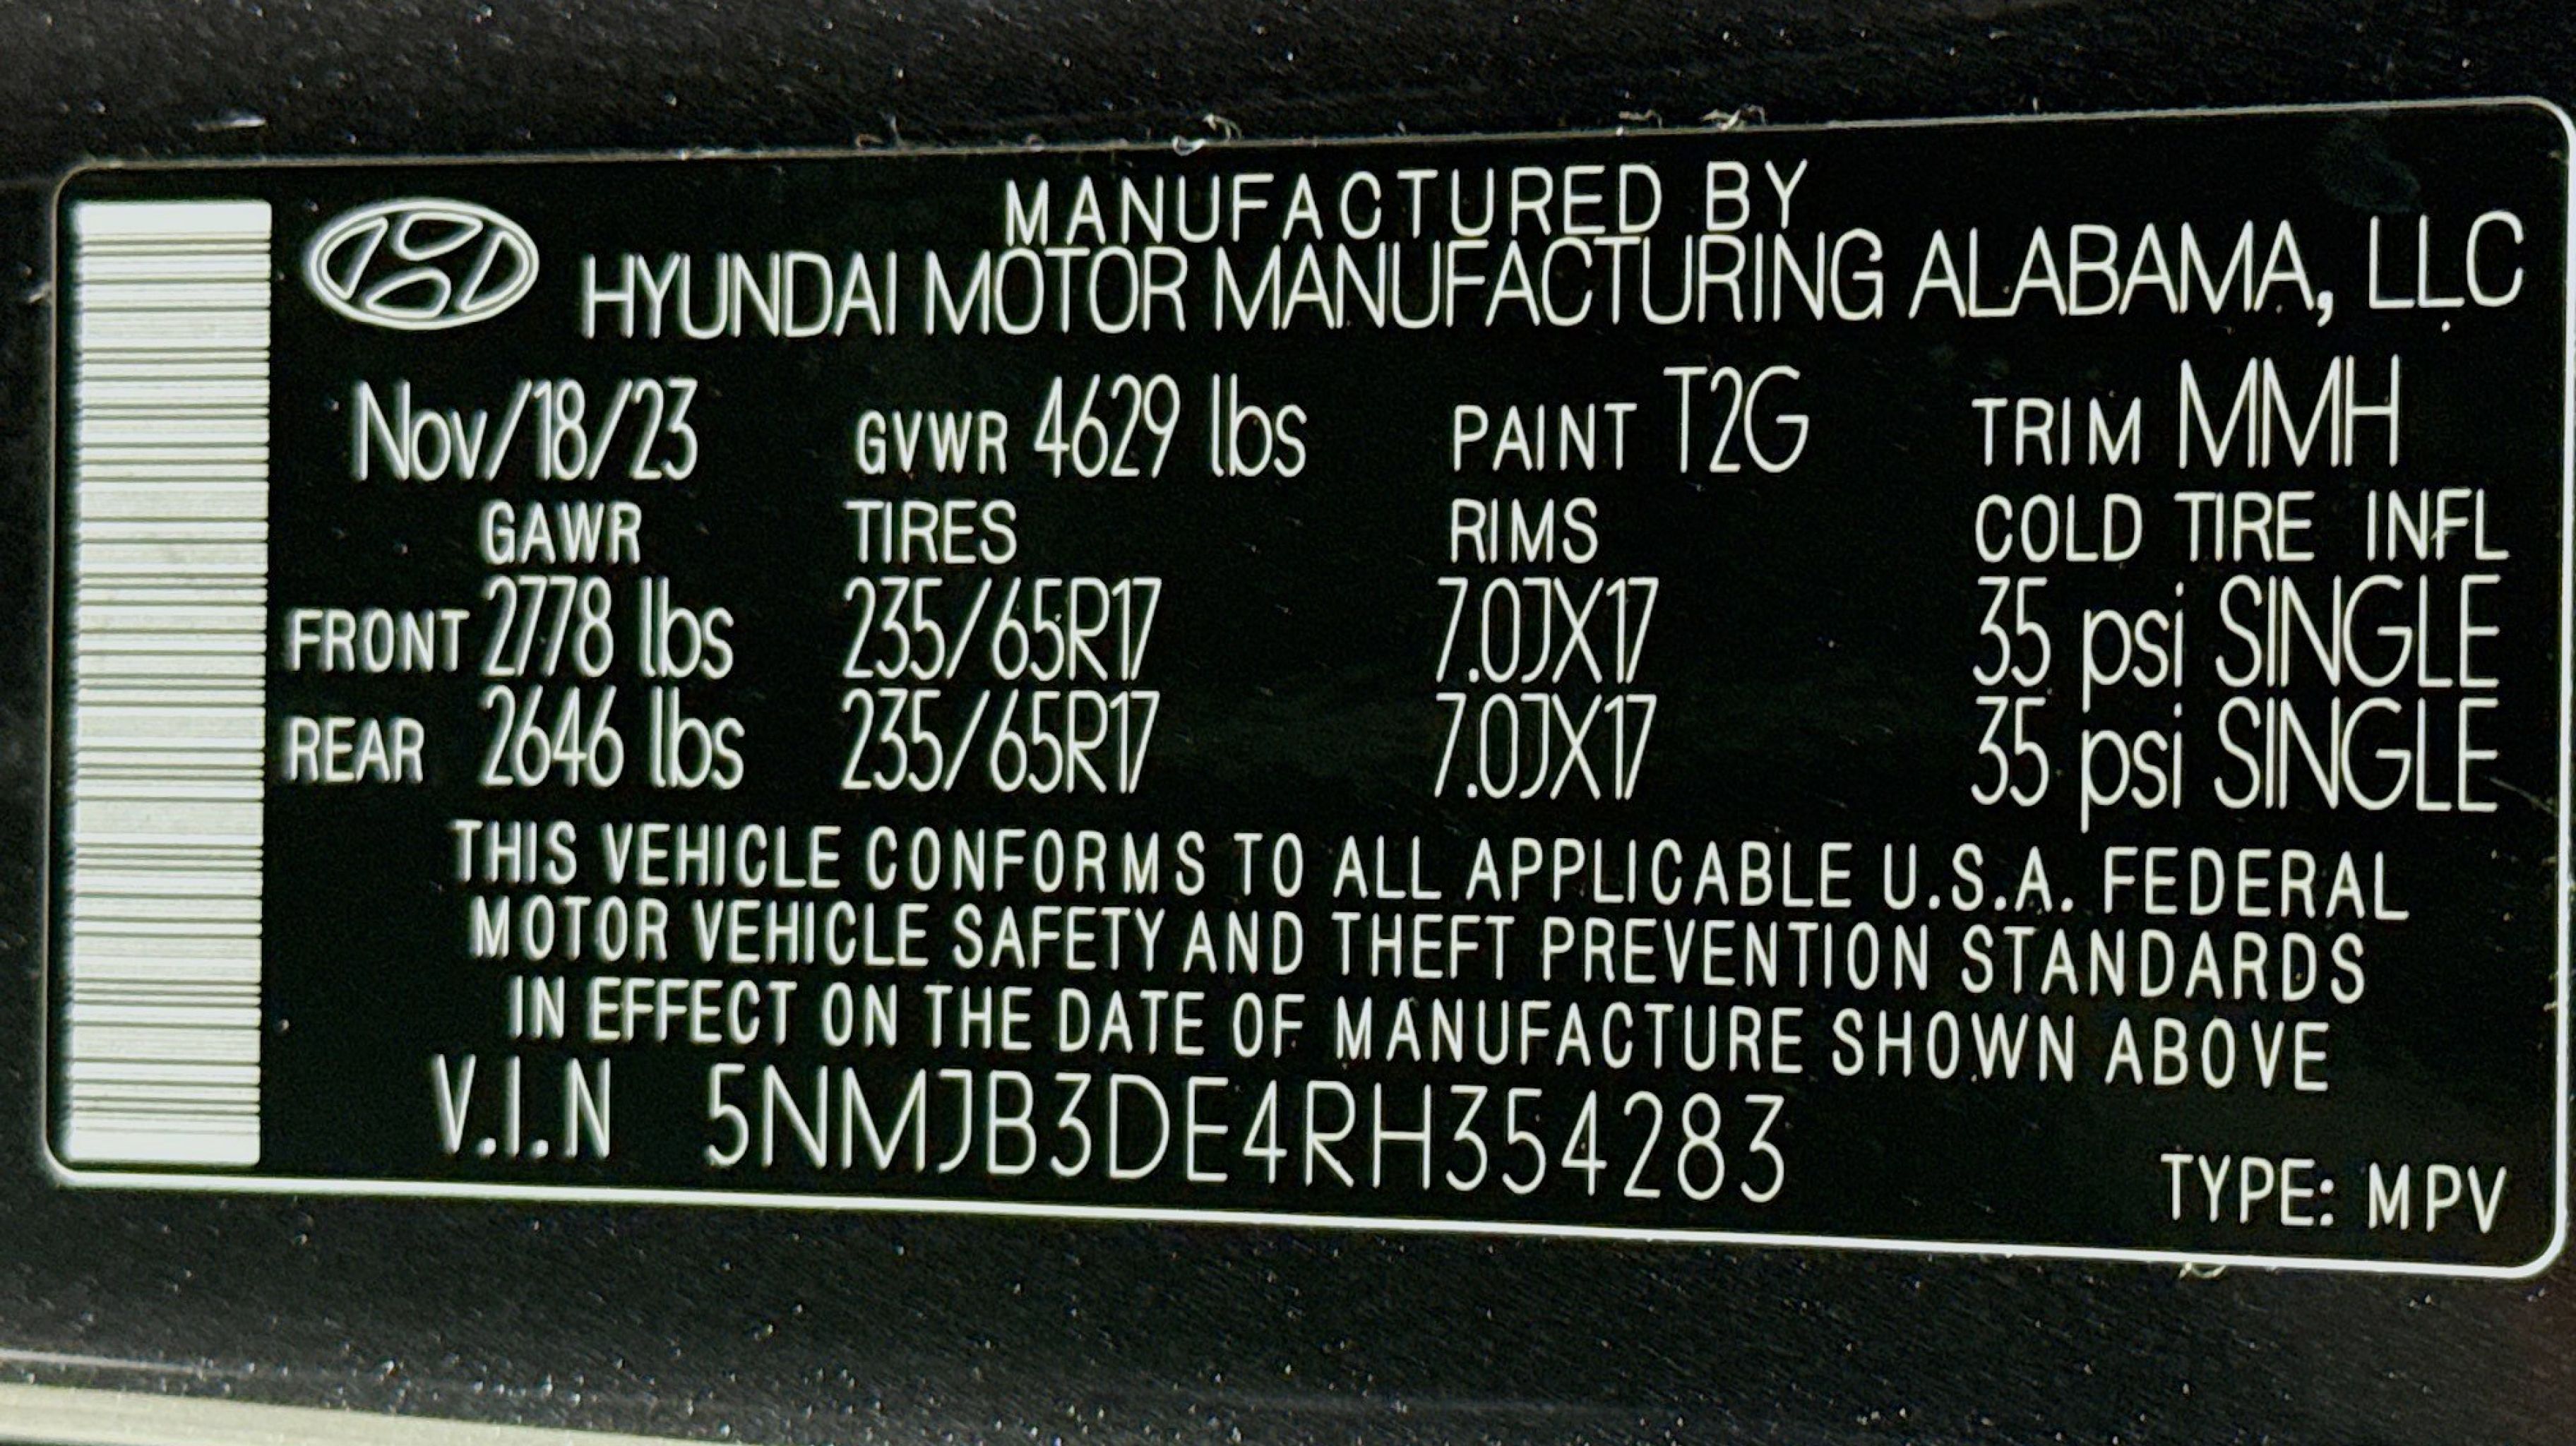 MANUFACTURED BY
HYUNDAI MOTOR MANUFACTURING ALABAMA, LLC
Nov/18/23 GVWR 4629 lbs PAINT T2G TRIM MMH
GAWR TIRES RIMS COLD TIRE INFL
FRONT 2778 lbs 235/65R17 7.0JX17 35 psi SINGLE
REAR 2646 lbs 235/65R17 7.0JX17 35 psi SINGLE
THIS VEHICLE CONFORMS TO ALL APPLICABLE U.S.A. FEDERAL
MOTOR VEHICLE SAFETY AND THEFT PREVENTION STANDARDS
IN EFFECT ON THE DATE OF MANUFACTURE SHOWN ABOVE
V.I.N 5NMJB3DE4RH354283
TYPE: MPV